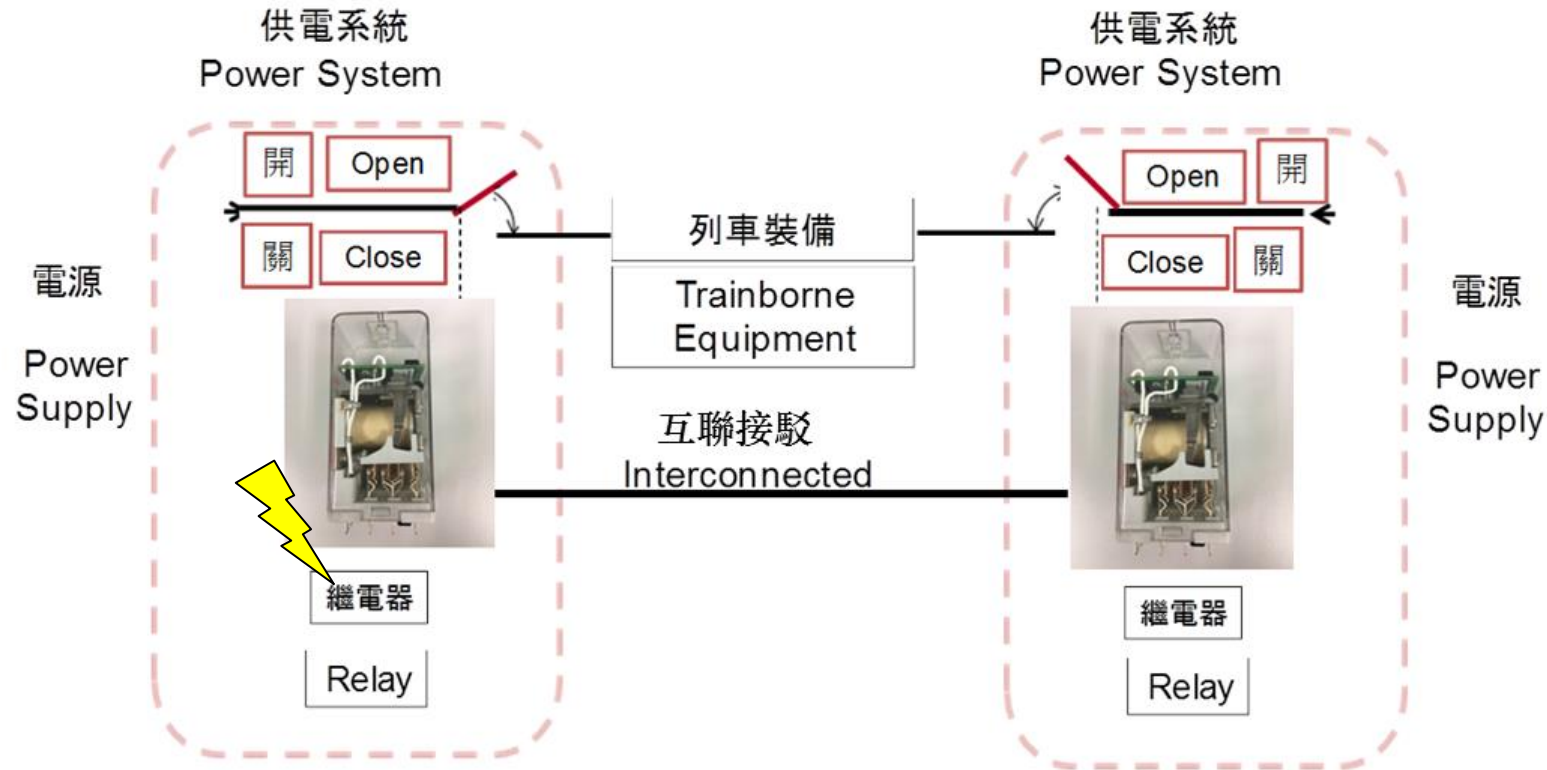 供電系統
Power System
供電系統
Power System
開
Open
Open
開
關
Close
Close
關
列車裝備
Trainborne
Equipment
電源
Power
Supply
電源
Power
Supply
互聯接駁
Interconnected
繼電器
Relay
繼電器
Relay